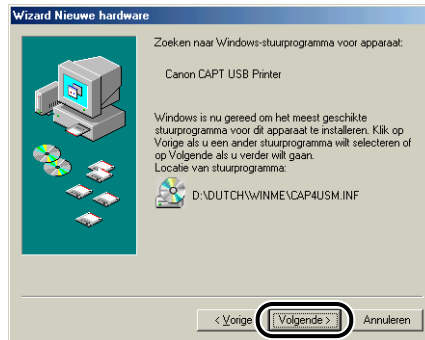 Wizard Nieuwe hardware
Zoeken naar Windows-stuurprogramma voor apparaat:
Canon CAPT USB Printer
Windows is nu gereed om het meest geschikte
stuurprogramma voor dit apparaat te installeren. Klik op
Vorige als u een ander stuurprogramma wilt selecteren of
op Volgende als u verder wilt gaan.
Locatie van stuurprogramma:
D:\DUTCH\WINME\CAP4USM.INF
< Vorige Volgende > Annuleren